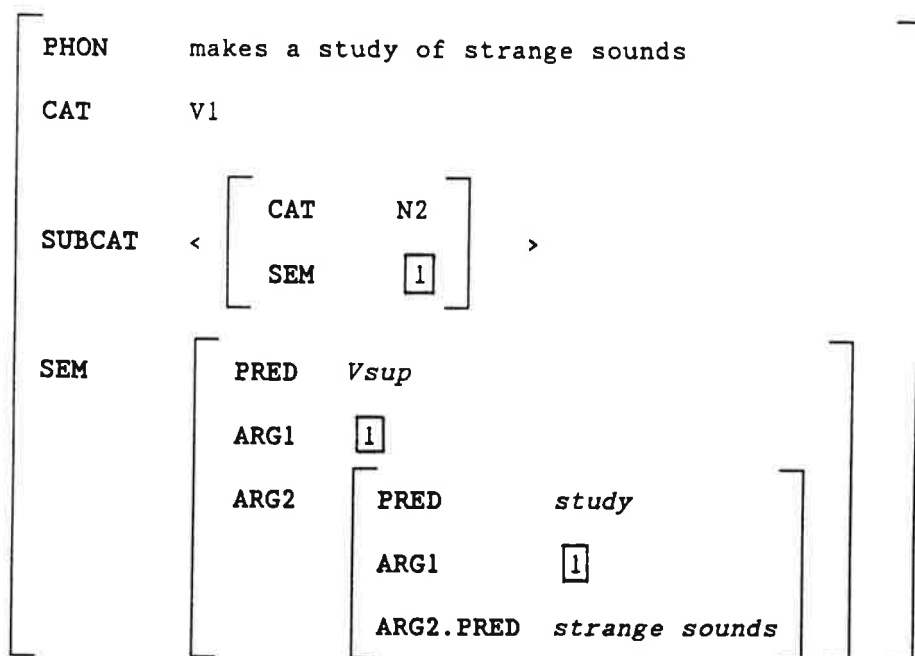 PHON makes a study of strange sounds
CAT V1
CAT N2
SUBCAT < >
SEM 1
SEM PRED Vsup
ARG1 1
ARG2 PRED study
ARG1 1
ARG2.PRED strange sounds